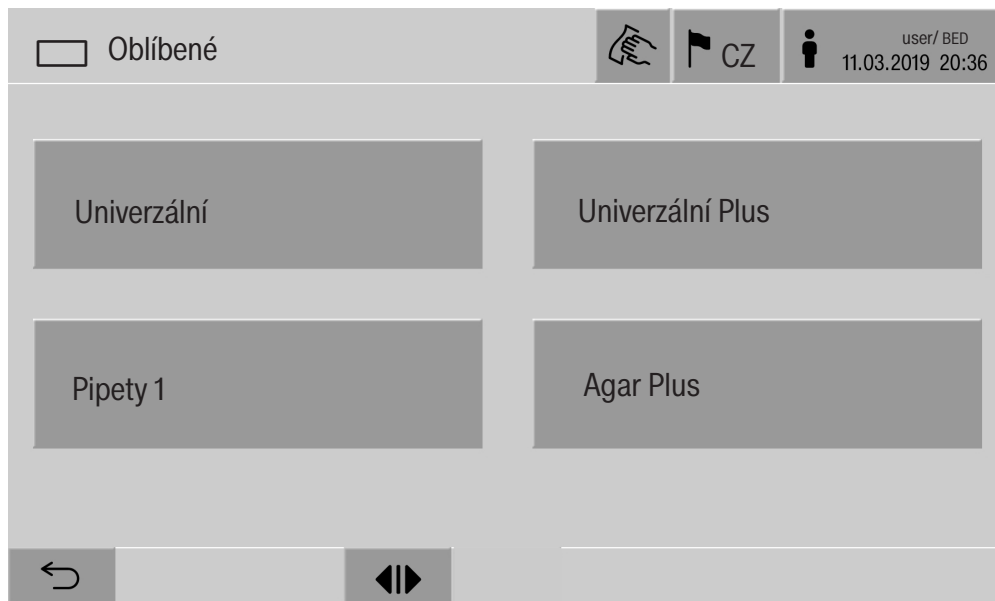 Oblíbené
CZ
user/ BED
11.03.2019 20:36
Univerzální
Univerzální Plus
Pipety 1
Agar Plus